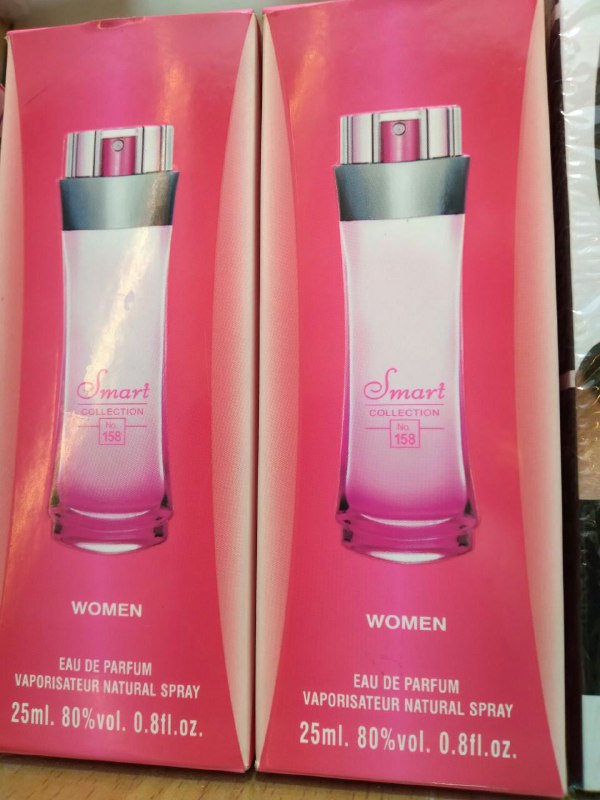 Smart
COLLECTION
No.
158
WOMEN
EAU DE PARFUM
VAPORISATEUR NATURAL SPRAY
25ml. 80%vol. 0.8fl.oz.
Smart
COLLECTION
No.
158
WOMEN
EAU DE PARFUM
VAPORISATEUR NATURAL SPRAY
25ml. 80%vol. 0.8fl.oz.